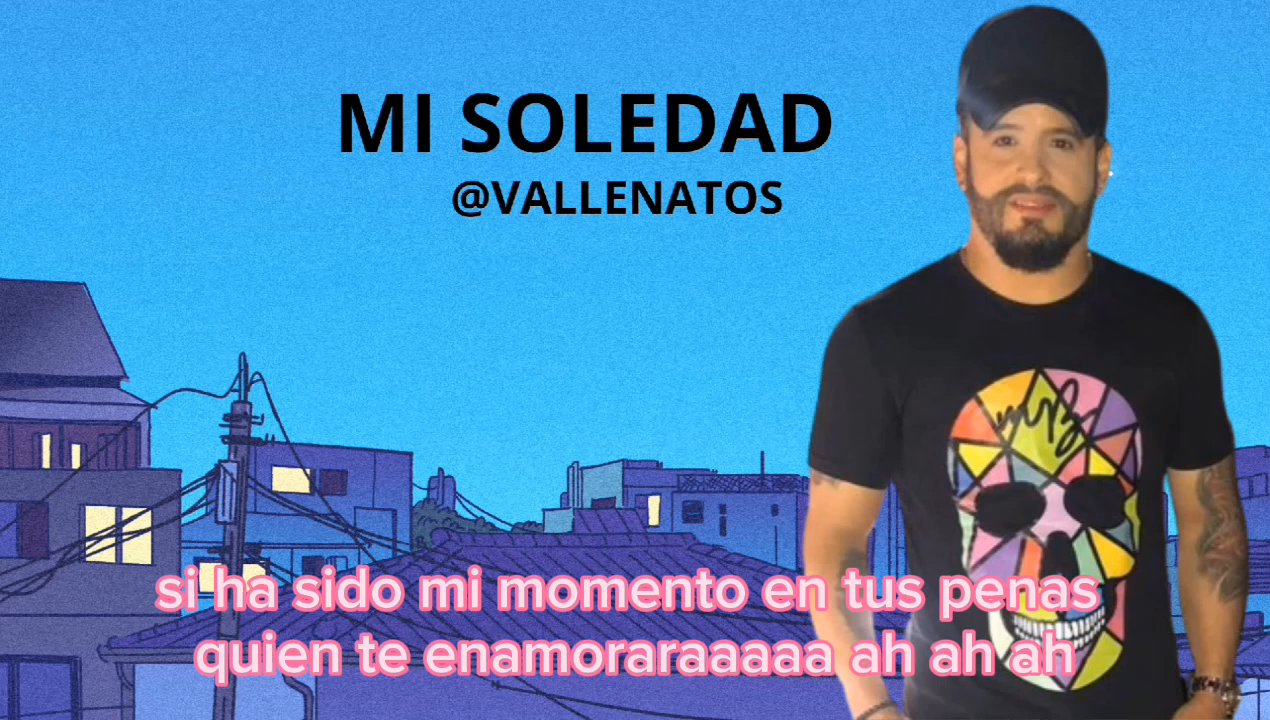 MI SOLEDAD
@VALLENATOS
si ha sido mi momento en tus penas
quien te enamoraraaaaa ah ah ah